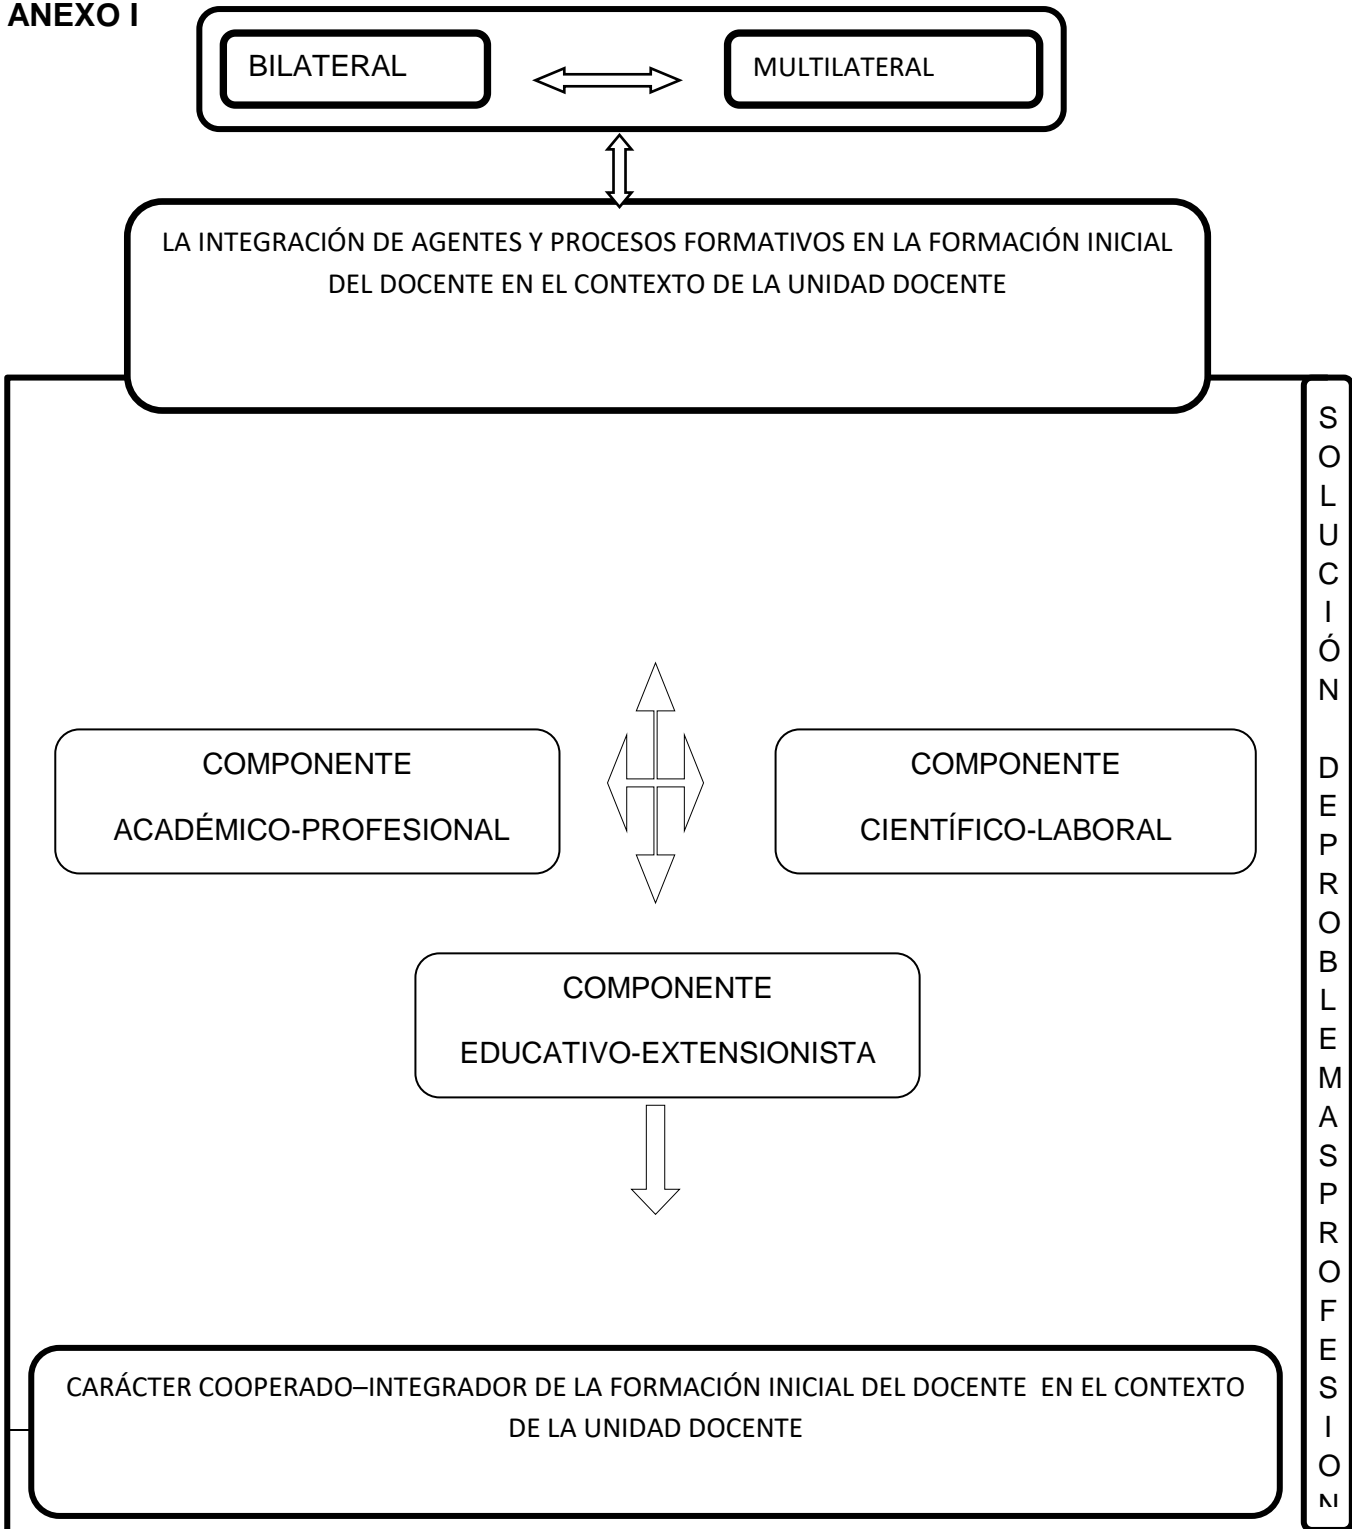 ANEXO I
BILATERAL
MULTILATERAL
LA INTEGRACIÓN DE AGENTES Y PROCESOS FORMATIVOS EN LA FORMACIÓN INICIAL
DEL DOCENTE EN EL CONTEXTO DE LA UNIDAD DOCENTE
COMPONENTE
ACADÉMICO-PROFESIONAL
COMPONENTE
CIENTÍFICO-LABORAL
COMPONENTE
EDUCATIVO-EXTENSIONISTA
CARÁCTER COOPERADO–INTEGRADOR DE LA FORMACIÓN INICIAL DEL DOCENTE EN EL CONTEXTO
DE LA UNIDAD DOCENTE
SOLUCIÓN DEPROBLEMASPROFESION